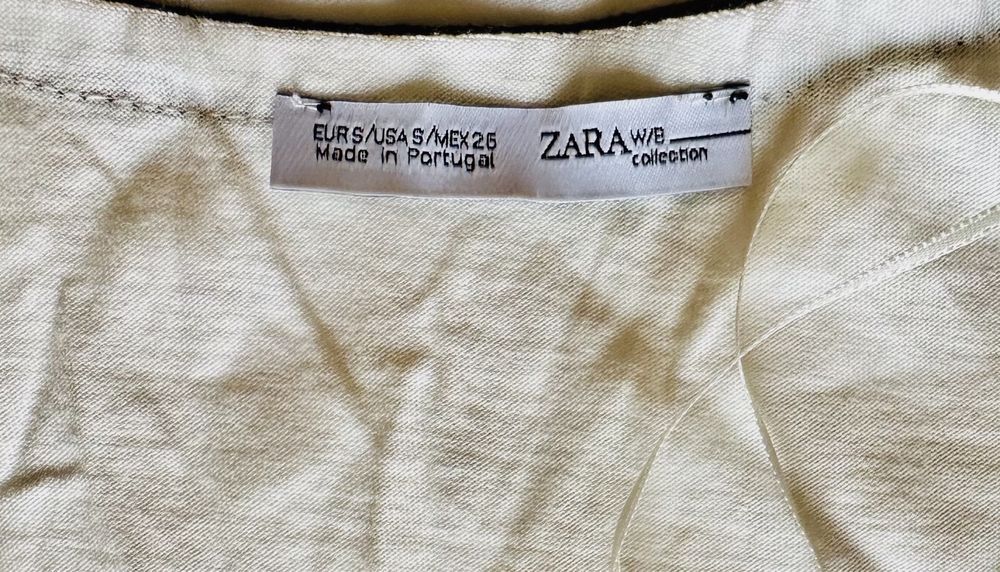 EUR S/USA S/MEX 26
Made in Portugal
ZARA W/B
collection